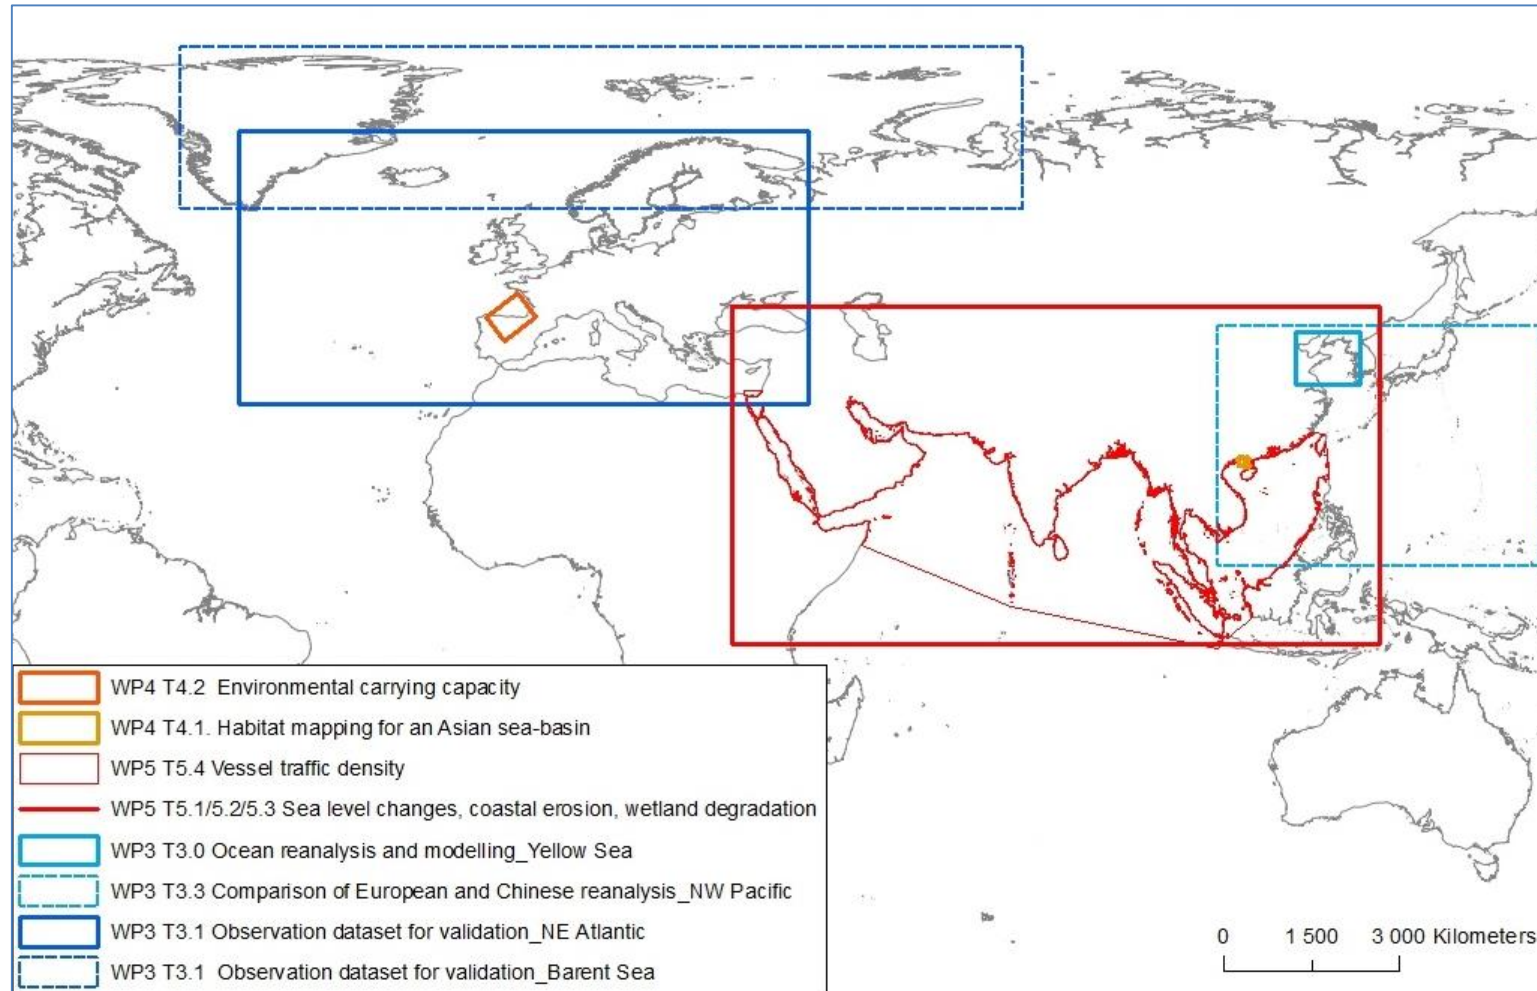 WP4 T4.2 Environmental carrying capacity
WP4 T4.1. Habitat mapping for an Asian sea-basin
WP5 T5.4 Vessel traffic density
WP5 T5.1/5.2/5.3 Sea level changes, coastal erosion, wetland degradation
WP3 T3.0 Ocean reanalysis and modelling_Yellow Sea
WP3 T3.3 Comparison of European and Chinese reanalysis_NW Pacific
WP3 T3.1 Observation dataset for validation_NE Atlantic
WP3 T3.1 Observation dataset for validation_Barent Sea
0 1 500 3 000 Kilometers